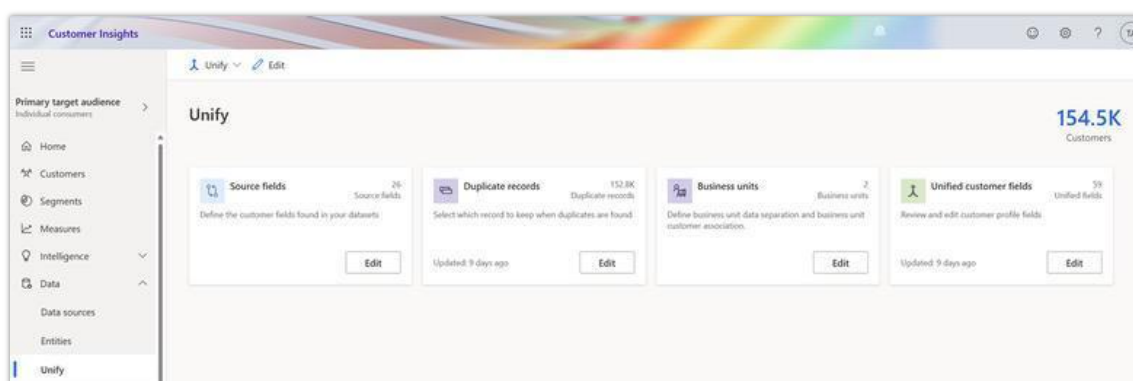 Customer Insights
?
Unify Edit
Primary target audience
Individual consumers
Unify
154.5K
Customers
Home
Customers
Segments
Measures
Intelligence
Data
Data sources
Entities
Unify
Source fields
26
Source fields
Define the customer fields found in your datasets
Edit
Duplicate records
152.8K
Duplicate records
Select which record to keep when duplicates are found
Updated: 9 days ago
Edit
Business units
2
Business units
Define business unit data separation and business unit
customer association.
Edit
Unified customer fields
59
Unified fields
Review and edit customer profile fields
Updated: 9 days ago
Edit